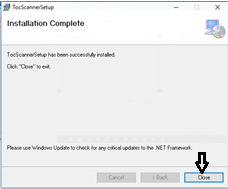 TocScannerSetup
Installation Complete
TocScannerSetup has been successfully installed.
Click "Close" to exit.
Please use Windows Update to check for any critical updates to the .NET Framework.
Cancel
< Back
Close